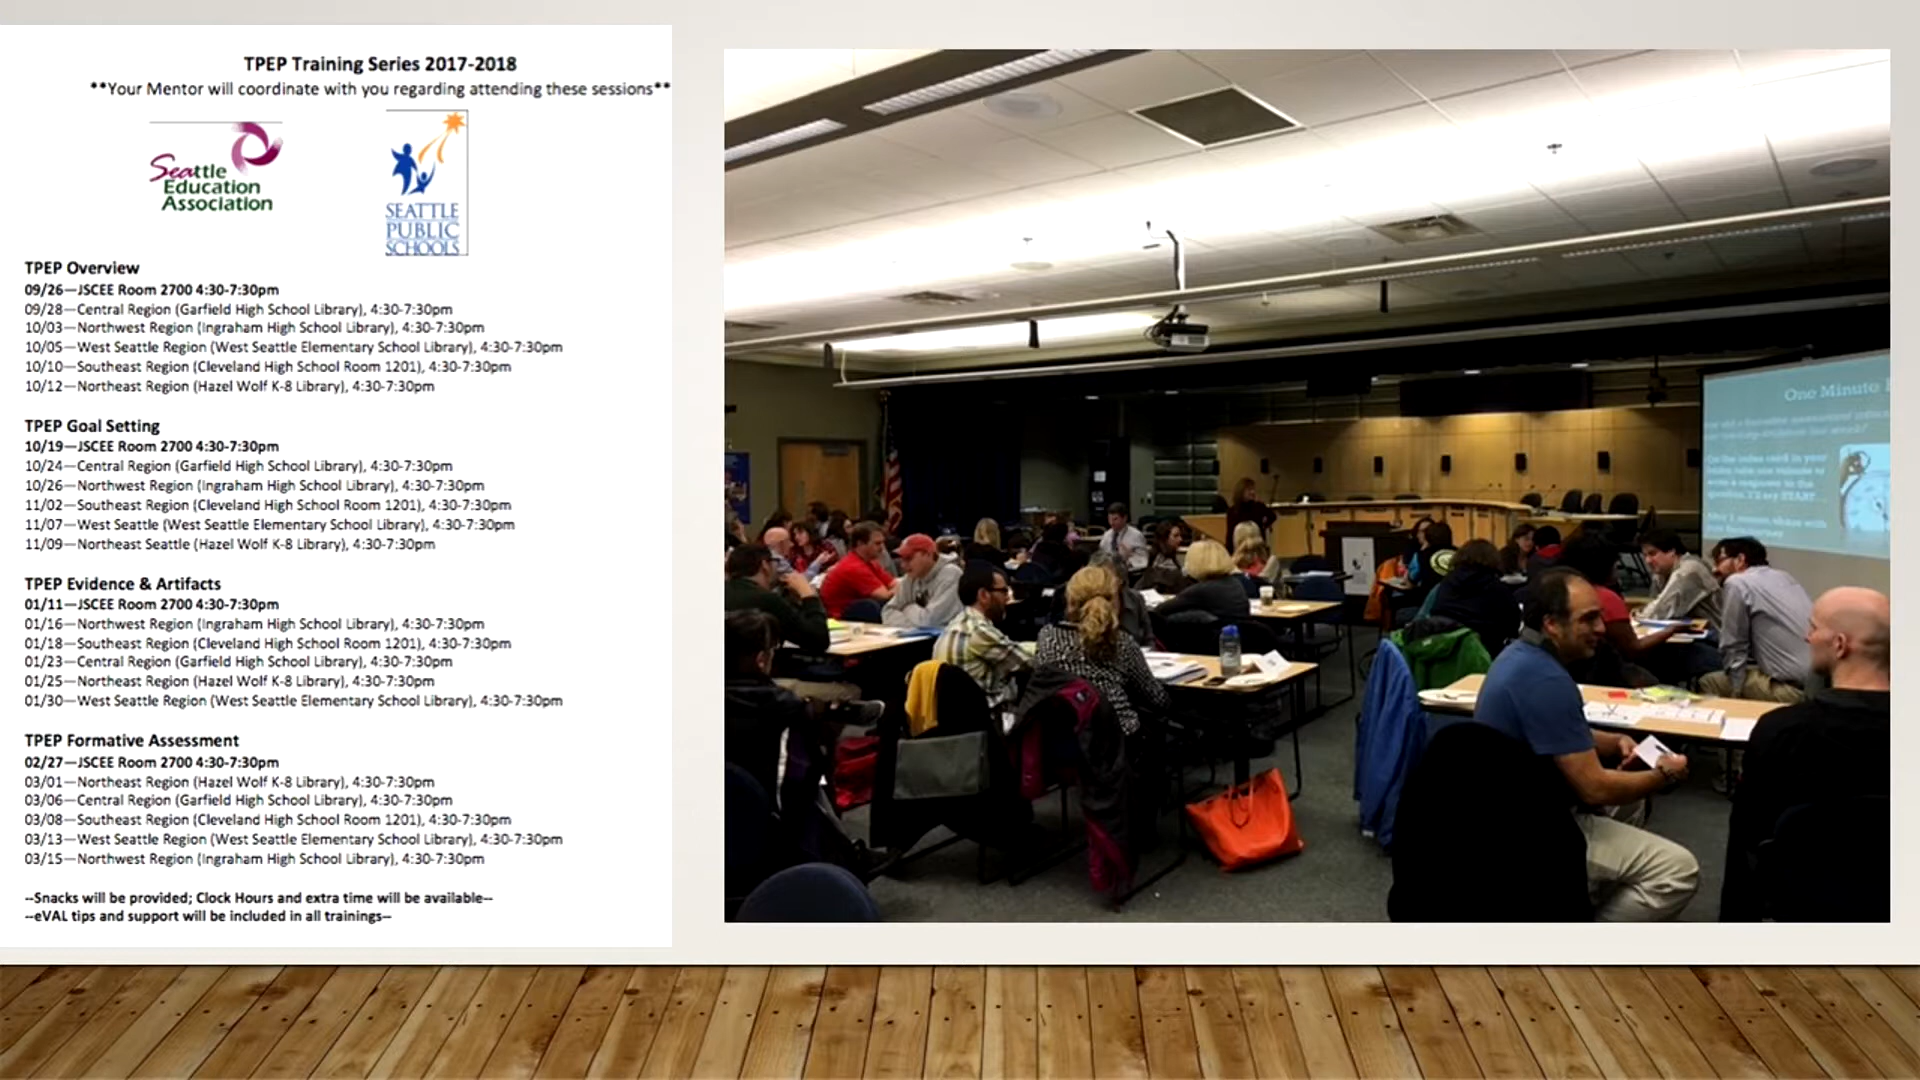 TPEP Training Series 2017-2018
**Your Mentor will coordinate with you regarding attending these sessions**
Seattle
Education
Association
SEATTLE
PUBLIC
SCHOOLS
TPEP Overview
09/26—JSCEE Room 2700 4:30-7:30pm
09/28—Central Region (Garfield High School Library), 4:30-7:30pm
10/03—Northwest Region (Ingraham High School Library), 4:30-7:30pm
10/05—West Seattle Region (West Seattle Elementary School Library), 4:30-7:30pm
10/10—Southeast Region (Cleveland High School Room 1201), 4:30-7:30pm
10/12—Northeast Region (Hazel Wolf K-8 Library), 4:30-7:30pm
TPEP Goal Setting
10/19—JSCEE Room 2700 4:30-7:30pm
10/24—Central Region (Garfield High School Library), 4:30-7:30pm
10/26—Northwest Region (Ingraham High School Library), 4:30-7:30pm
11/02—Southeast Region (Cleveland High School Room 1201), 4:30-7:30pm
11/07—West Seattle (West Seattle Elementary School Library), 4:30-7:30pm
11/09—Northeast Seattle (Hazel Wolf K-8 Library), 4:30-7:30pm
TPEP Evidence & Artifacts
01/11—JSCEE Room 2700 4:30-7:30pm
01/16—Northwest Region (Ingraham High School Library), 4:30-7:30pm
01/18—Southeast Region (Cleveland High School Room 1201), 4:30-7:30pm
01/23—Central Region (Garfield High School Library), 4:30-7:30pm
01/25—Northeast Region (Hazel Wolf K-8 Library), 4:30-7:30pm
01/30—West Seattle Region (West Seattle Elementary School Library), 4:30-7:30pm
TPEP Formative Assessment
02/27—JSCEE Room 2700 4:30-7:30pm
03/01—Northeast Region (Hazel Wolf K-8 Library), 4:30-7:30pm
03/06—Central Region (Garfield High School Library), 4:30-7:30pm
03/08—Southeast Region (Cleveland High School Room 1201), 4:30-7:30pm
03/13—West Seattle Region (West Seattle Elementary School Library), 4:30-7:30pm
03/15—Northwest Region (Ingraham High School Library), 4:30-7:30pm
--Snacks will be provided; Clock Hours and extra time will be available--
--eVAL tips and support will be included in all trainings--
One Minute